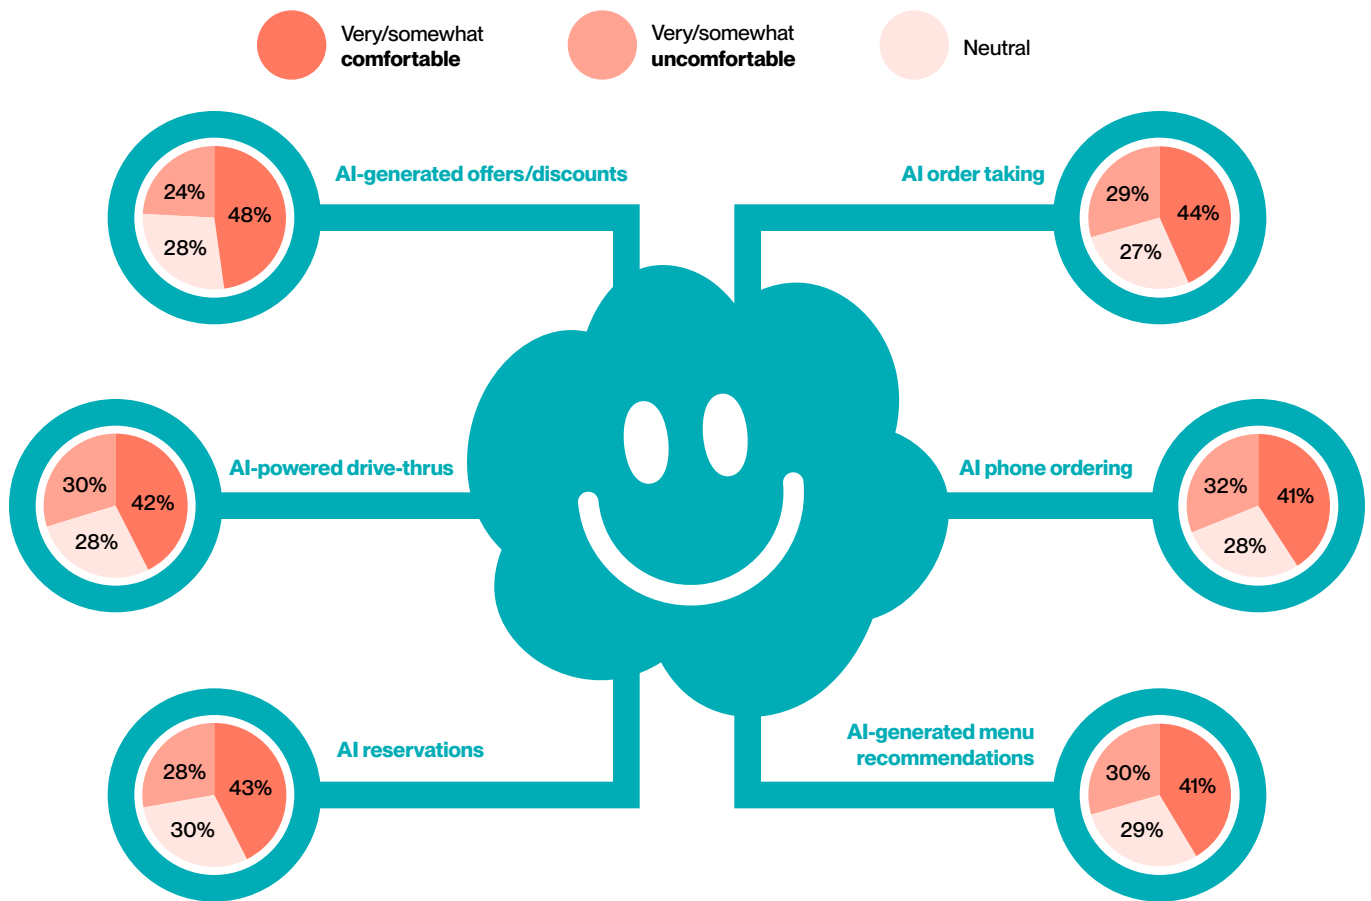 Very/somewhat
comfortable
Very/somewhat
uncomfortable
Neutral
AI-generated offers/discounts
24%
48%
28%
AI order taking
29%
44%
27%
AI-powered drive-thrus
30%
42%
28%
AI phone ordering
32%
41%
28%
AI reservations
28%
43%
30%
AI-generated menu
recommendations
30%
41%
29%